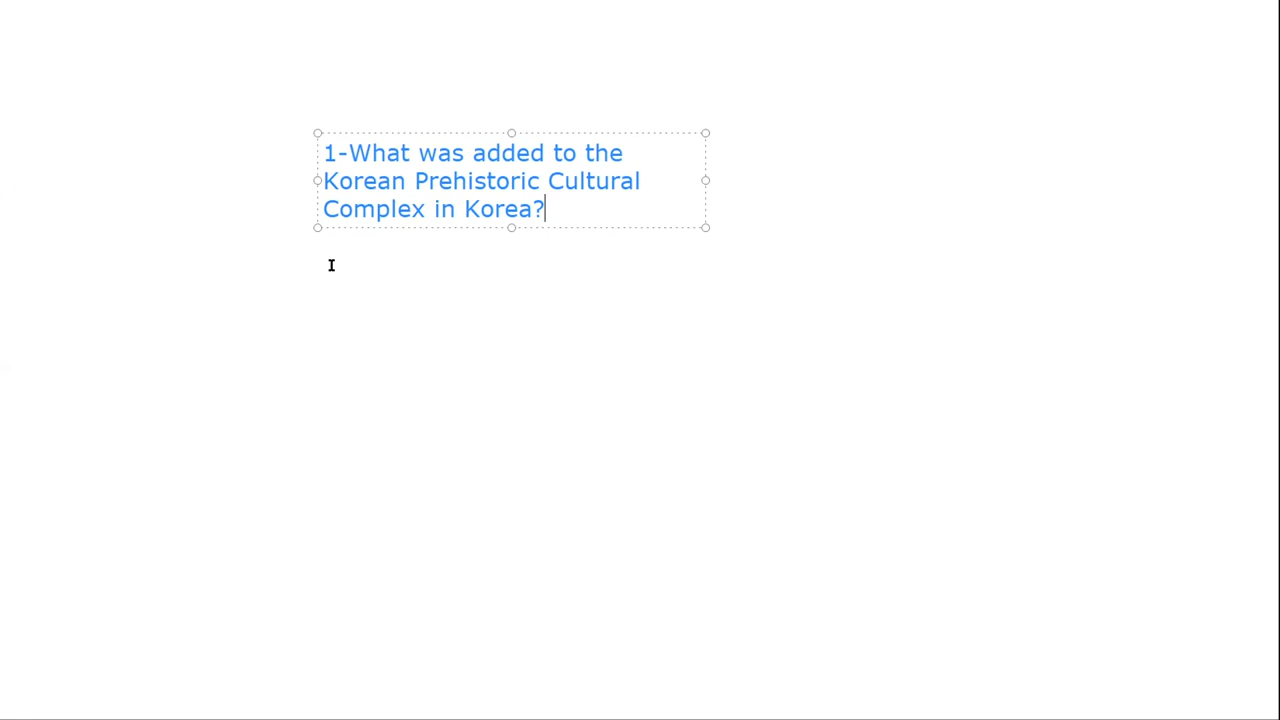 1-What was added to the
Korean Prehistoric Cultural
Complex in Korea?